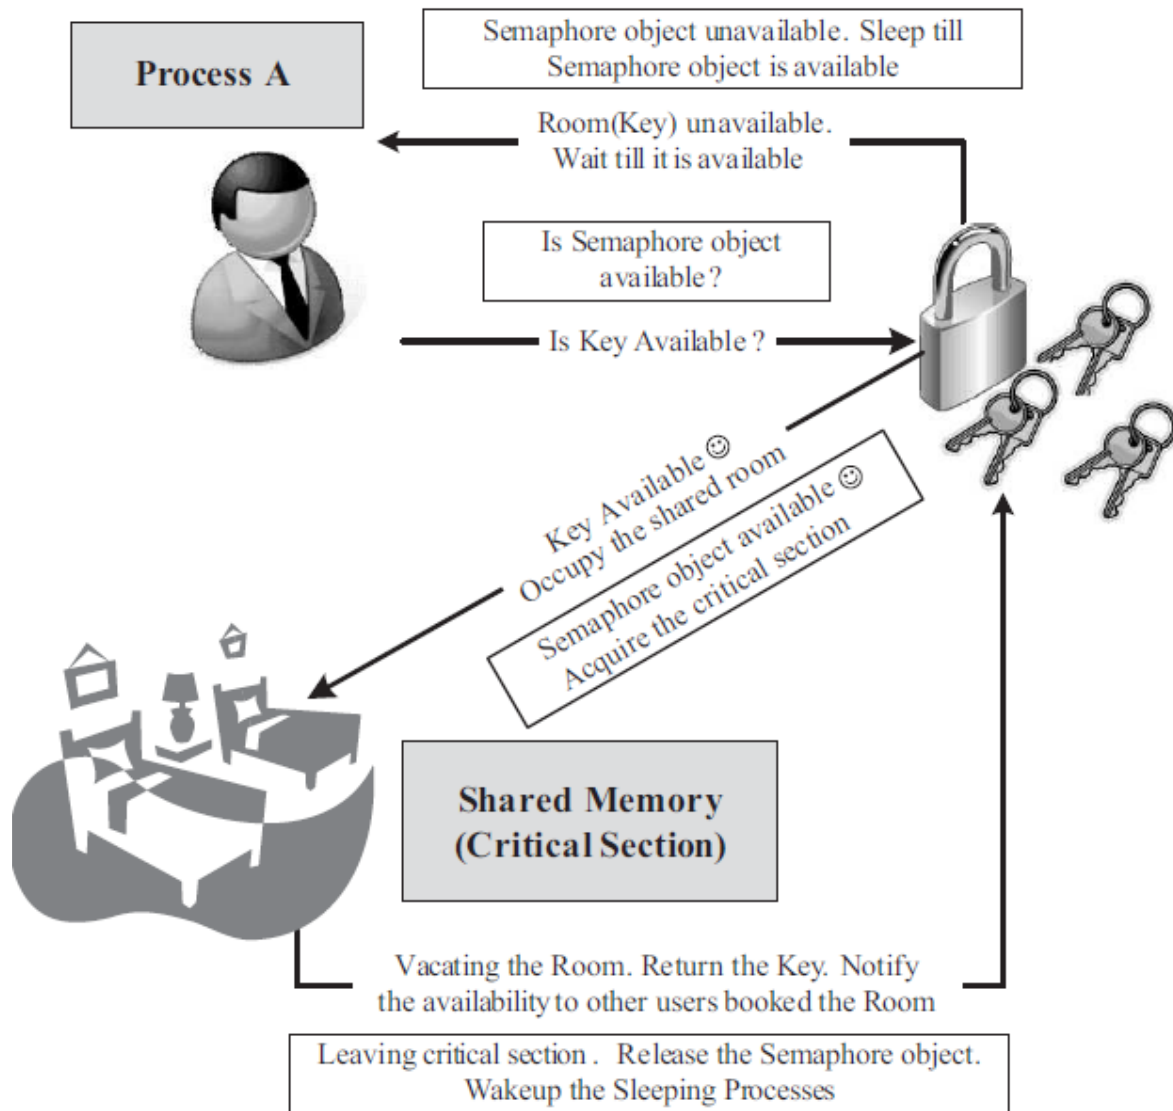 Process A
Semaphore object unavailable. Sleep till
Semaphore object is available
Room(Key) unavailable.
Wait till it is available
Is Semaphore object
available ?
Is Key Available ?
Key Available ☺
Occupy the shared room
Semaphore object available ☺
Acquire the critical section
Shared Memory
(Critical Section)
Vacating the Room. Return the Key. Notify
the availability to other users booked the Room
Leaving critical section . Release the Semaphore object.
Wakeup the Sleeping Processes